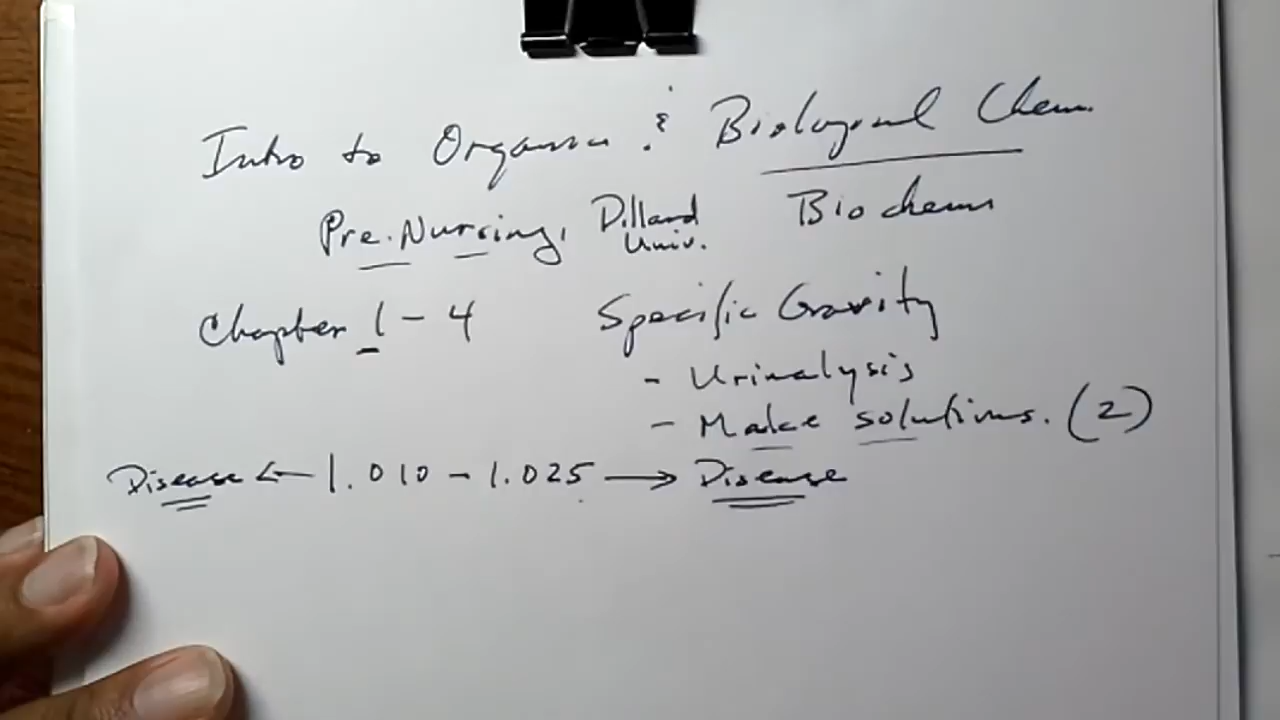 Intro to Organic & Biological Chem.
Pre-Nursing, Dillard Univ. Biochem
Chapter 1-4 Specific Gravity
- Urinalysis
- Make solutions. (2)
Disease <- 1.010 - 1.025 -> Disease